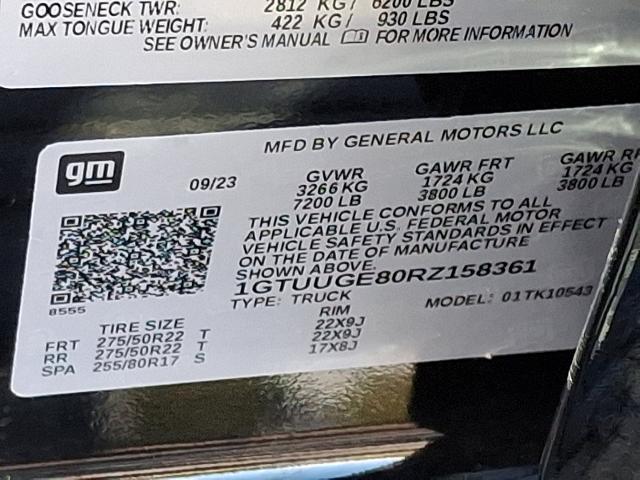 GOOSENECK TWR: 2812 KG/ 6200 LBS
MAX TONGUE WEIGHT: 422 KG/ 930 LBS
SEE OWNER'S MANUAL FOR MORE INFORMATION
MFD BY GENERAL MOTORS LLC
gm
09/23 GVWR GAWR FRT GAWR RR
3266 KG 1724 KG 1724 KG
7200 LB 3800 LB 3800 LB
THIS VEHICLE CONFORMS TO ALL
APPLICABLE U.S. FEDERAL MOTOR
VEHICLE SAFETY STANDARDS IN EFFECT
ON THE DATE OF MANUFACTURE
SHOWN ABOVE.
1GTUUGE80RZ158361
TYPE: TRUCK MODEL: 01 TK10543
8555
TIRE SIZE RIM
FRT 275/50R22 T 22X9J
RR 275/50R22 T 22X9J
SPA 255/80R17 S 17X8J